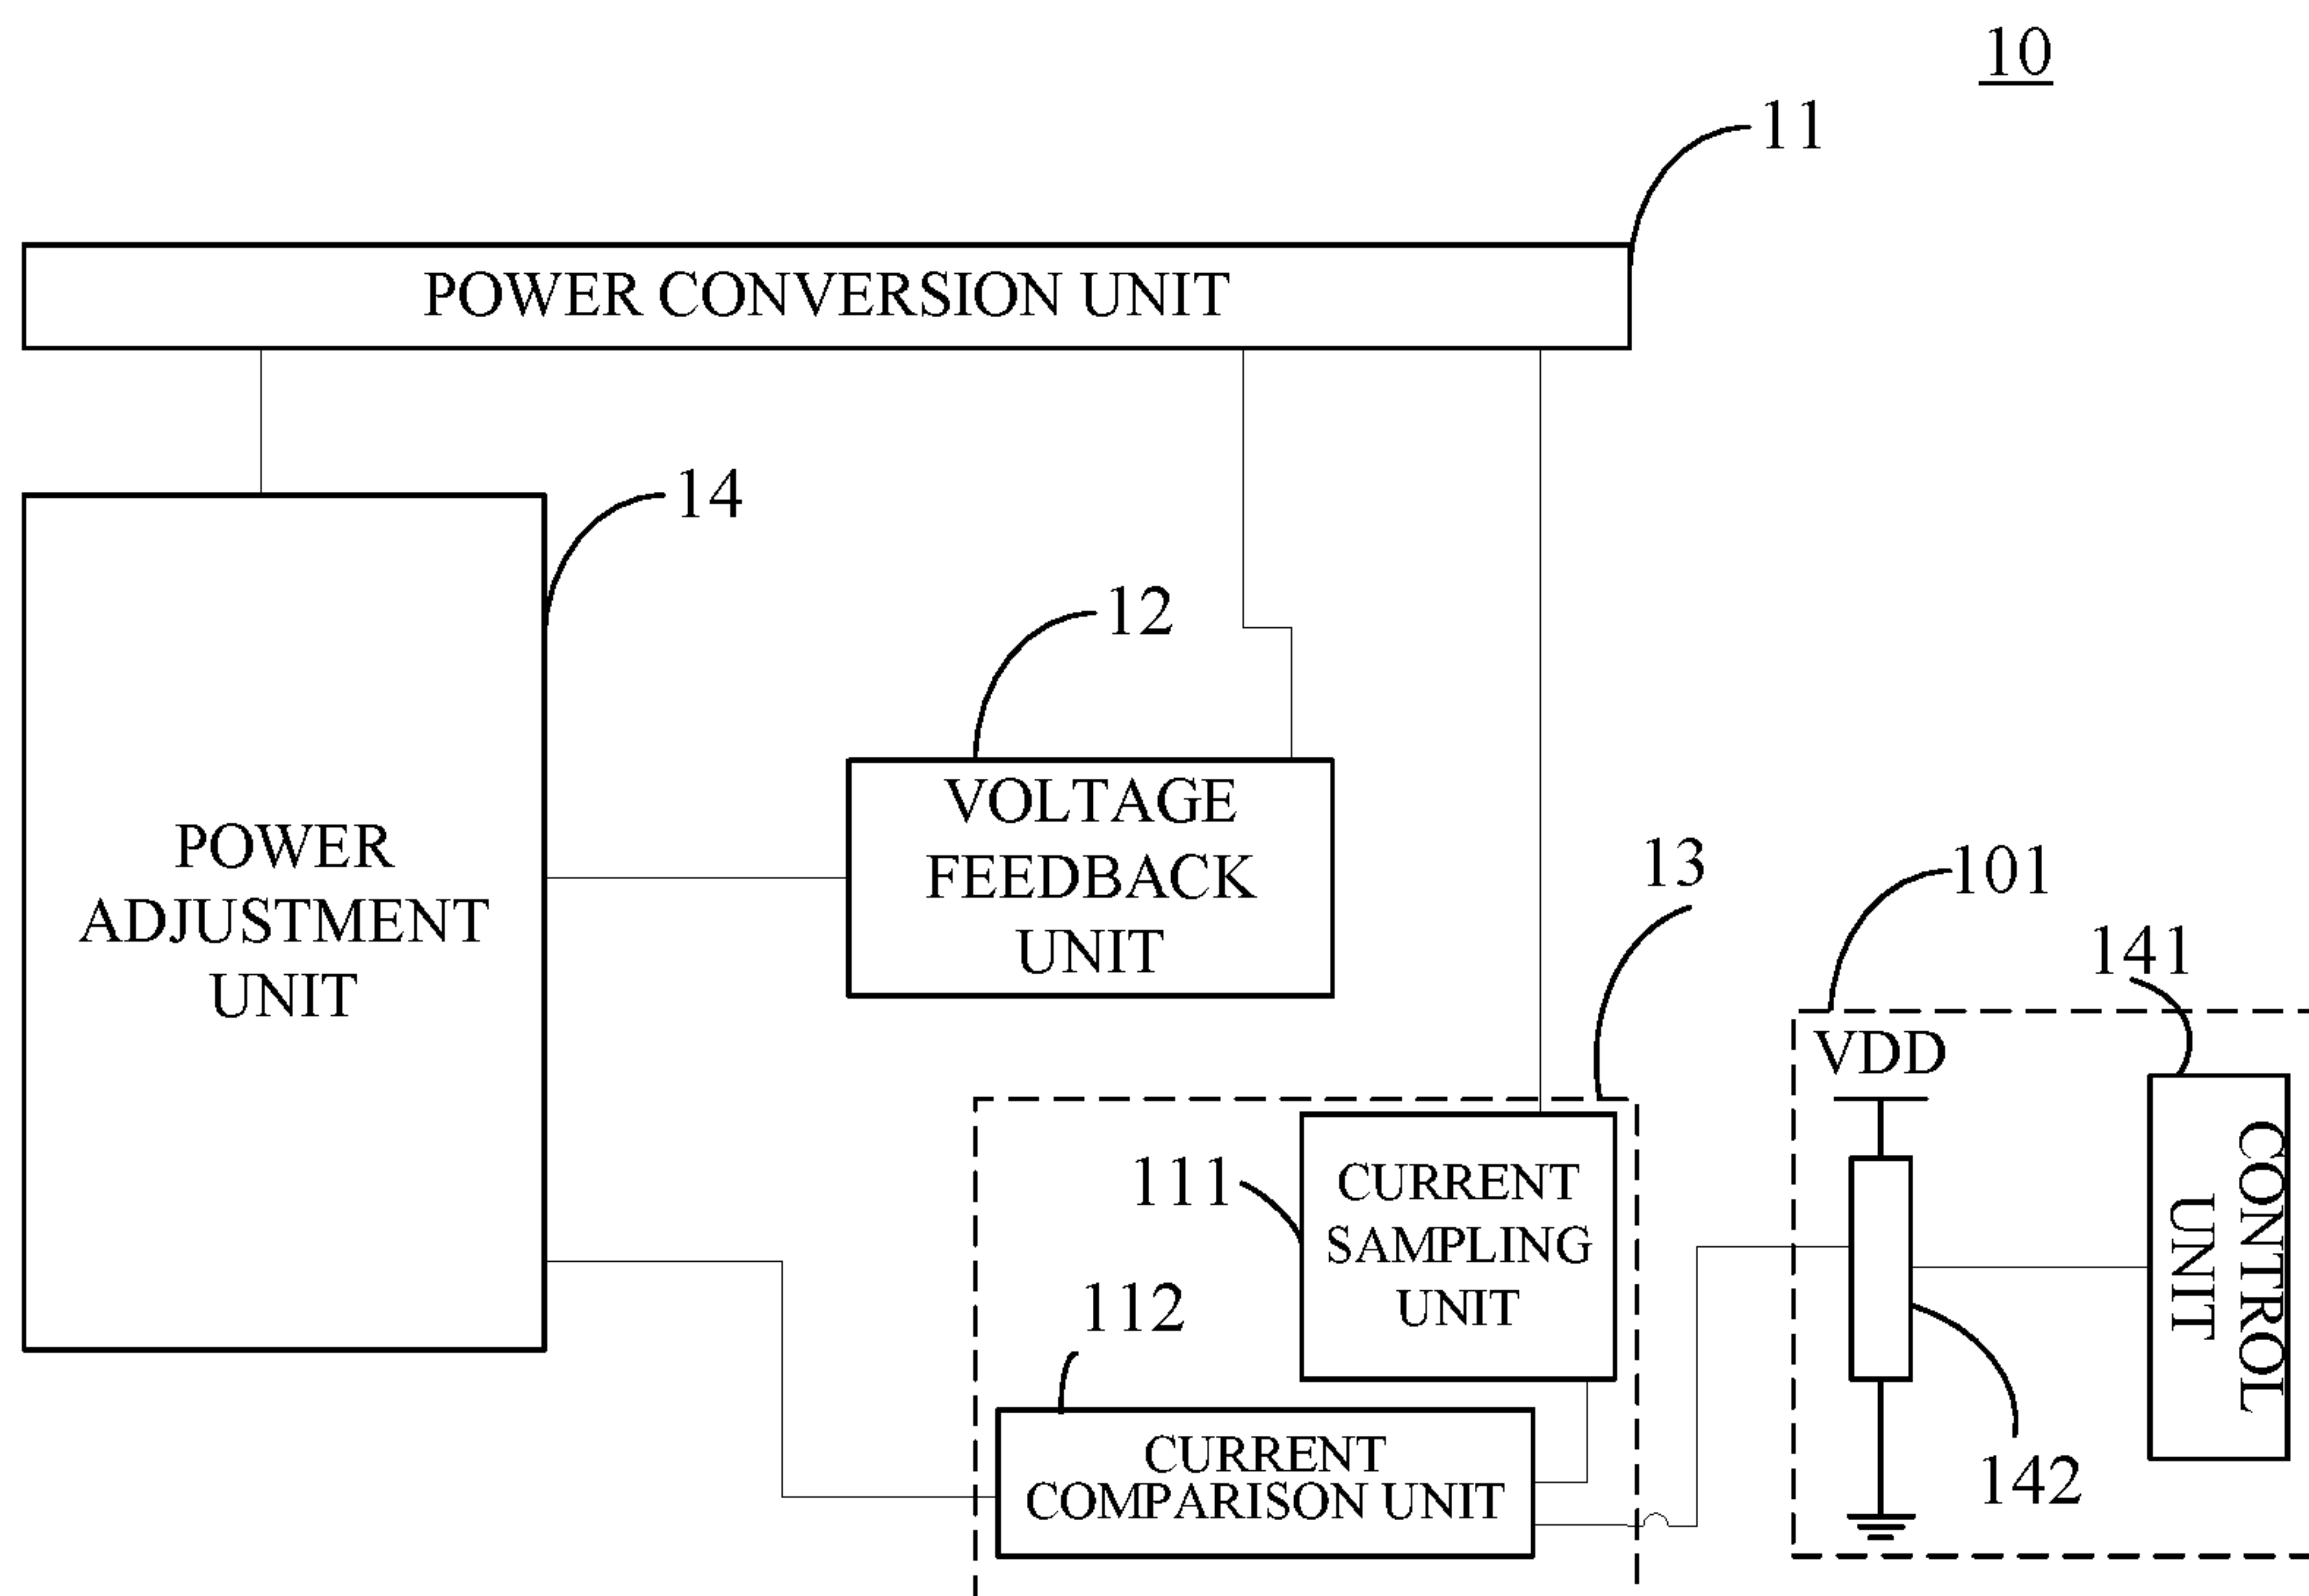 10
11
POWER CONVERSION UNIT
14
12
VOLTAGE
FEEDBACK
UNIT
POWER
ADJUSTMENT
UNIT
13
101
141
VDD
CONTROL
UNIT
111
CURRENT
SAMPLING
UNIT
112
CURRENT
COMPARISON UNIT
142